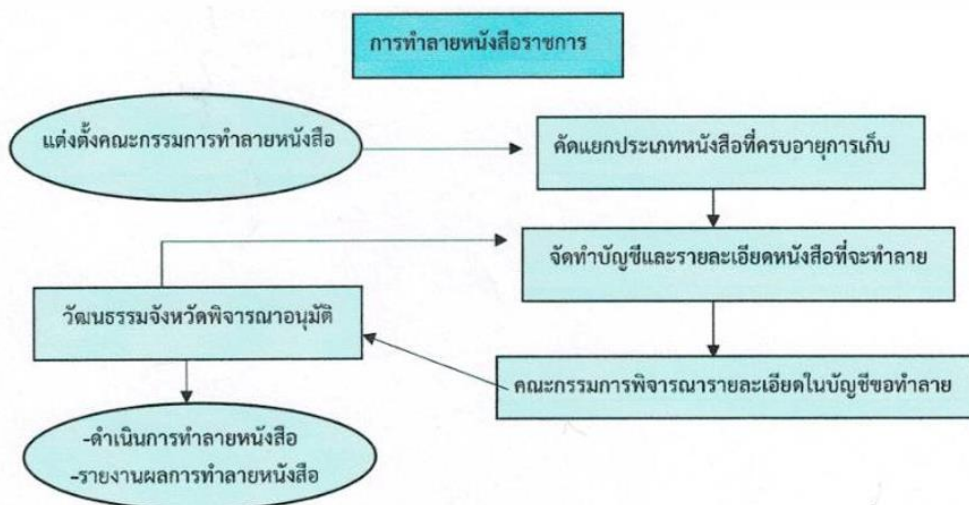 การทำลายหนังสือราชการ
แต่งตั้งคณะกรรมการทำลายหนังสือ
คัดแยกประเภทหนังสือที่ครบอายุการเก็บ
จัดทำบัญชีและรายละเอียดหนังสือที่จะทำลาย
วัฒนธรรมจังหวัดพิจารณาอนุมัติ
คณะกรรมการพิจารณารายละเอียดในบัญชีขอทำลาย
-ดำเนินการทำลายหนังสือ
-รายงานผลการทำลายหนังสือ